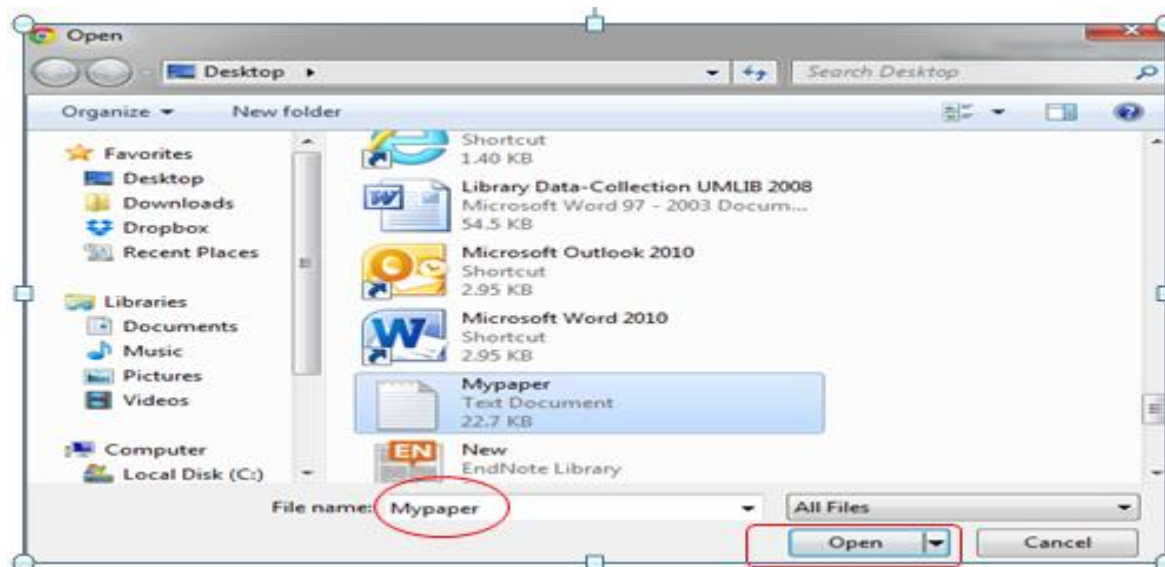 Open
Desktop
Search Desktop
Organize
New folder
Favorites
Desktop
Downloads
Dropbox
Recent Places
Libraries
Documents
Music
Pictures
Videos
Computer
Local Disk (C:)
Shortcut
1.40 KB
Library Data-Collection UMLIB 2008
Microsoft Word 97 - 2003 Docum...
54.5 KB
Microsoft Outlook 2010
Shortcut
2.95 KB
Microsoft Word 2010
Shortcut
2.95 KB
Mypaper
Text Document
22.7 KB
EN
New
EndNote Library
File name: Mypaper
All Files
Open
Cancel